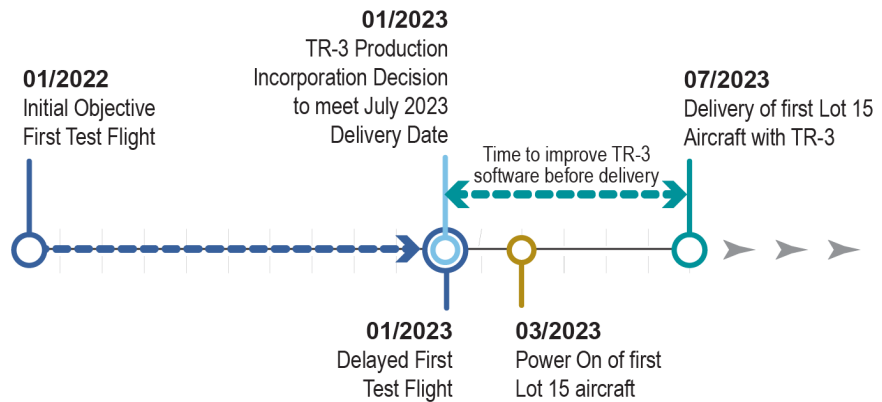 01/2022
Initial Objective
First Test Flight
01/2023
TR-3 Production
Incorporation Decision
to meet July 2023
Delivery Date
Time to improve TR-3
software before delivery
07/2023
Delivery of first Lot 15
Aircraft with TR-3
01/2023
Delayed First
Test Flight
03/2023
Power On of first
Lot 15 aircraft